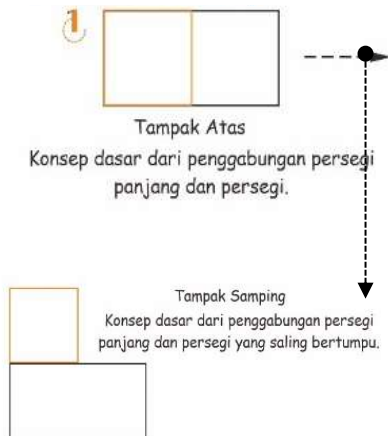 1
Tampak Atas
Konsep dasar dari penggabungan persegi
panjang dan persegi.
Tampak Samping
Konsep dasar dari penggabungan persegi
panjang dan persegi yang saling bertumpu.